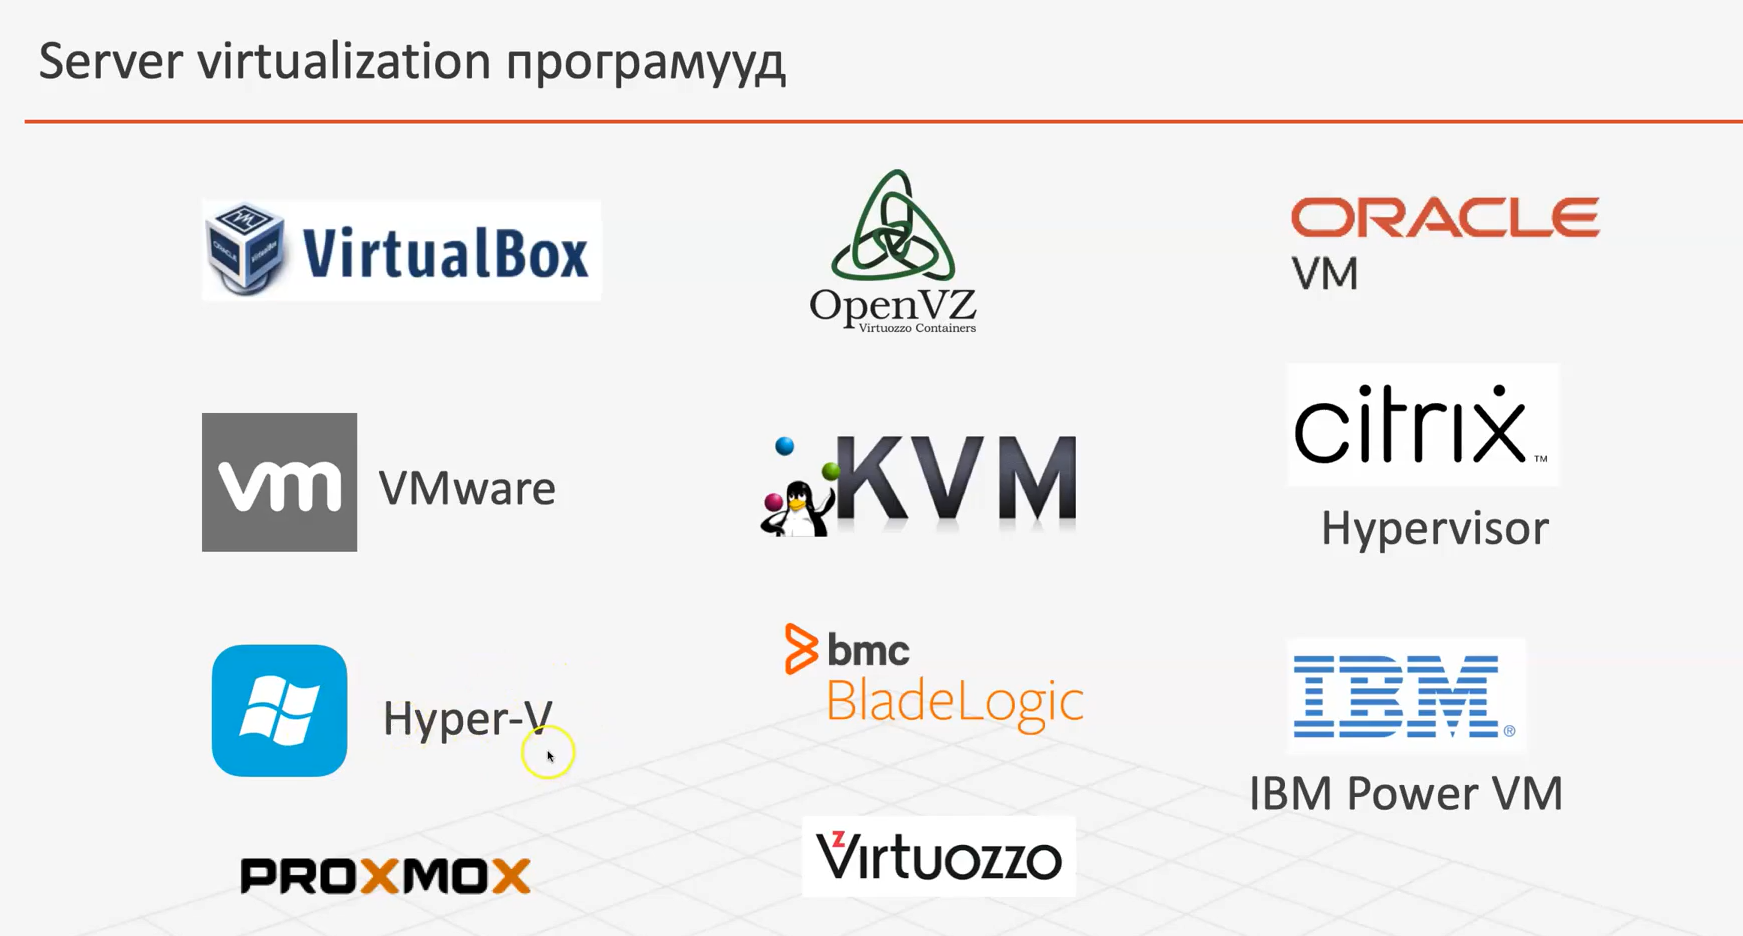 Server virtualization програмууд
VirtualBox
OpenVZ
Virtuozzo Containers
ORACLE
VM
vm VMware
KVM
citrix™
Hypervisor
Hyper-V
bmc
BladeLogic
IBM®
IBM Power VM
PROXMOX
Virtuozzo